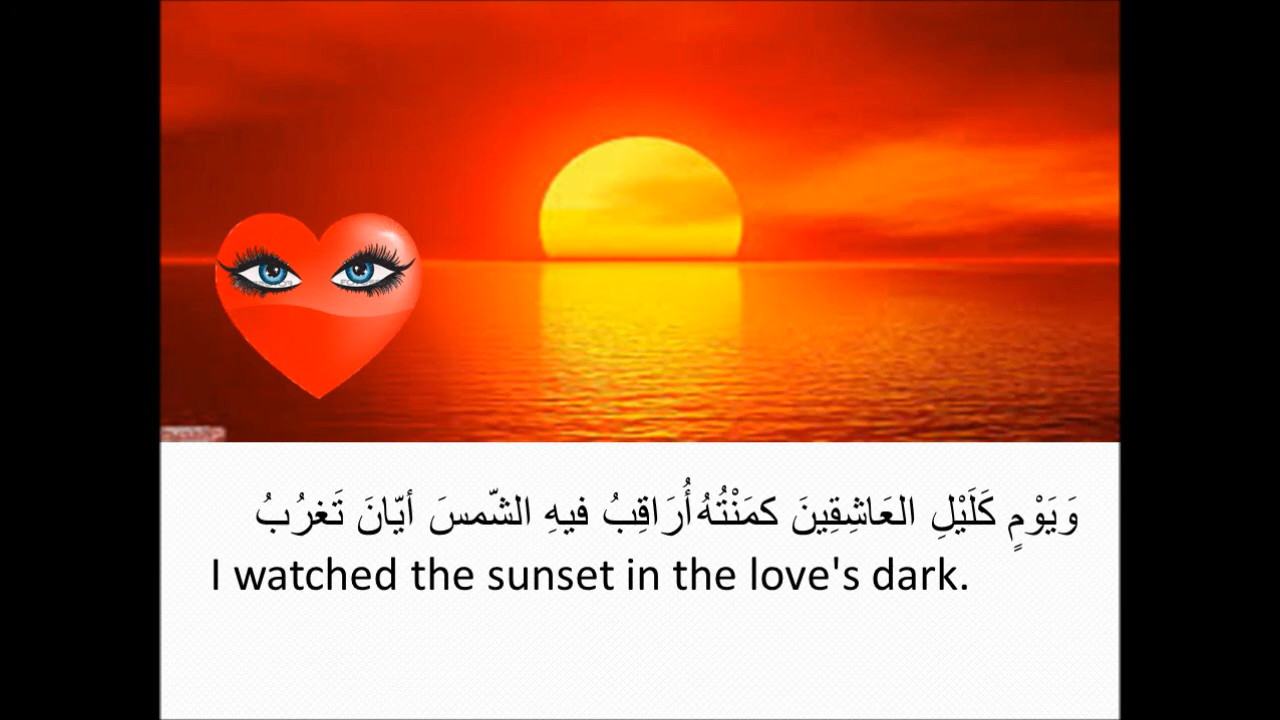 وَيَوْمٍ كَلَيْلِ العَاشِقِينَ كمَنْتُهُ أُرَاقِبُ فيهِ الشّمسَ أيّانَ تَغرُبُ
I watched the sunset in the love's dark.